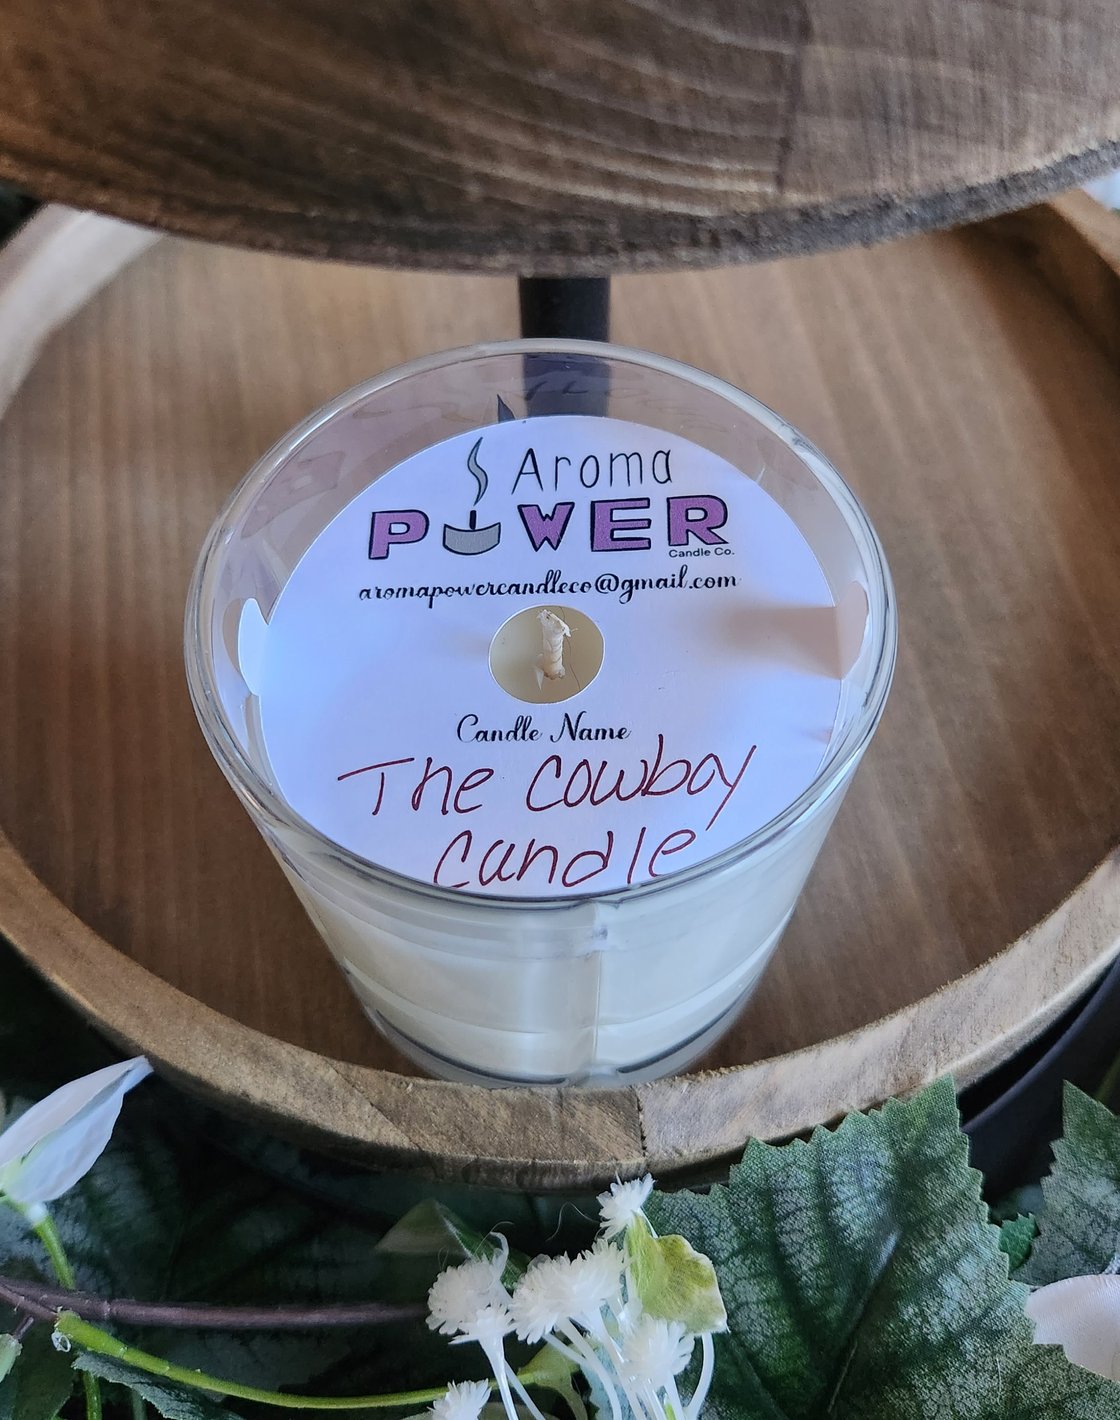 Aroma
POWER
Candle Co.
aromapowercandleco@gmail.com
Candle Name
The Cowboy
Candle